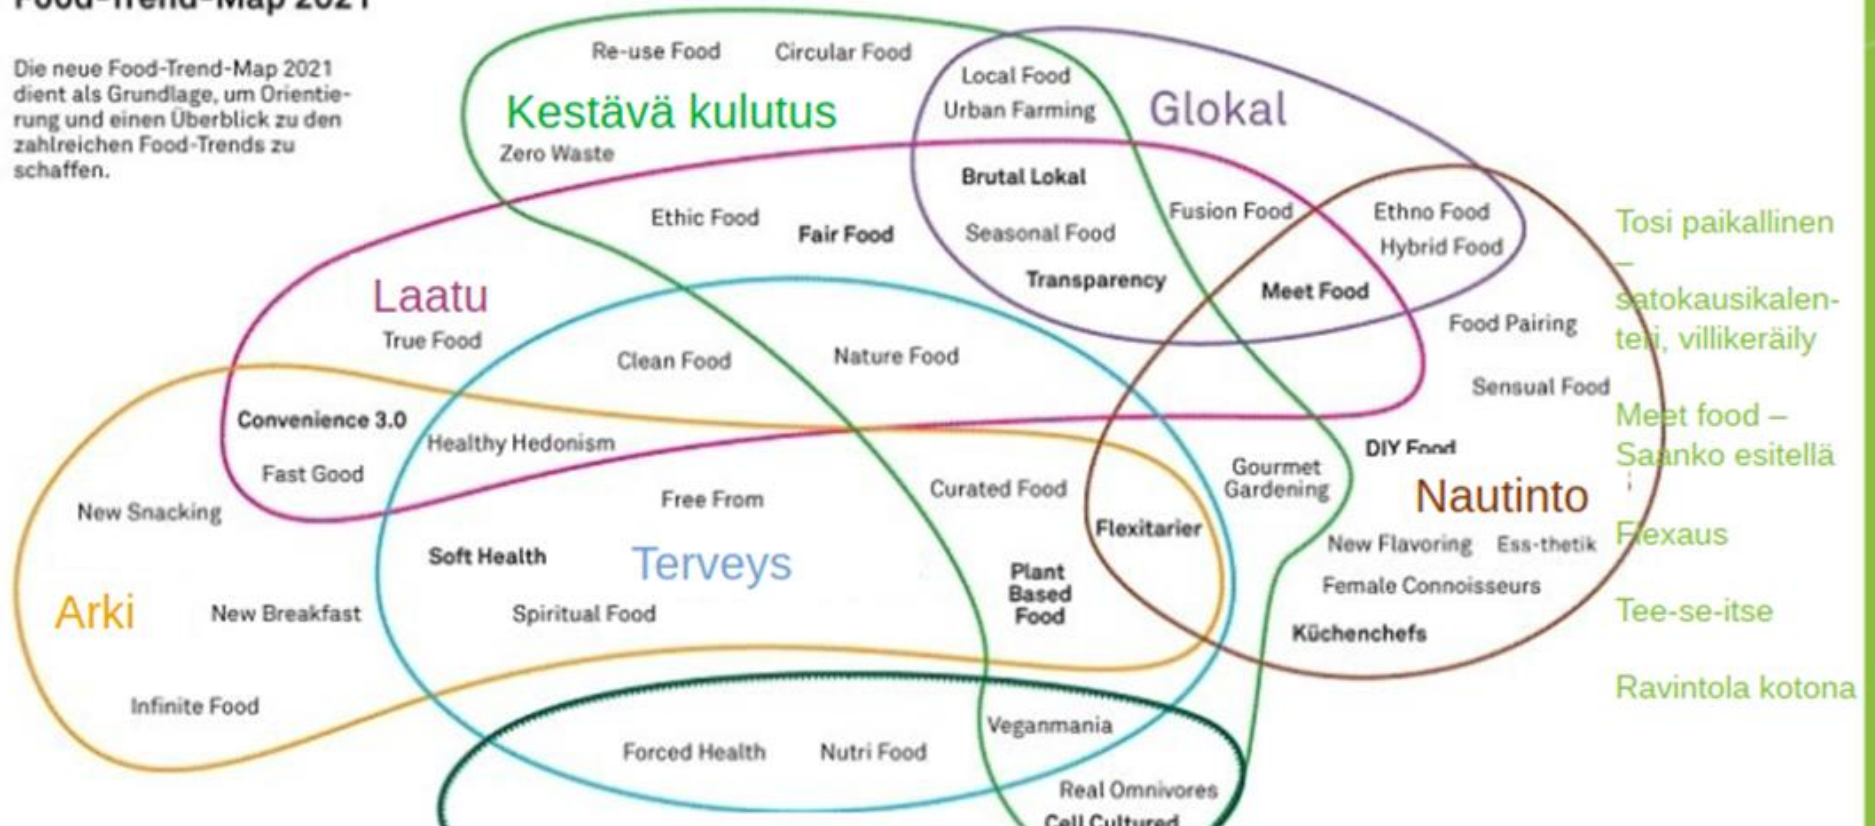 Food-Trend-Map 2021
Die neue Food-Trend-Map 2021
dient als Grundlage, um Orientie-
rung und einen Überblick zu den
zahlreichen Food-Trends zu
schaffen.
Re-use Food
Circular Food
Kestävä kulutus
Zero Waste
Local Food
Urban Farming
Glokal
Brutal Lokal
Ethic Food
Fair Food
Seasonal Food
Transparency
Fusion Food
Ethno Food
Hybrid Food
Meet Food
Laatu
True Food
Clean Food
Nature Food
Food Pairing
Sensual Food
Convenience 3.0
Healthy Hedonism
Fast Good
New Snacking
Free From
Curated Food
Gourmet
Gardening
DIY Food
Nautinto
Flexitarier
New Flavoring
Ess-thetik
Female Connoisseurs
Küchenchefs
Soft Health
Terveys
Plant
Based
Food
Arki
New Breakfast
Spiritual Food
Infinite Food
Forced Health
Nutri Food
Veganmania
Real Omnivores
Cell Cultured
Tosi paikallinen
–
satokausikalen-
teri, villikeräily
Meet food –
Saanko esitellä
Flexaus
Tee-se-itse
Ravintola kotona